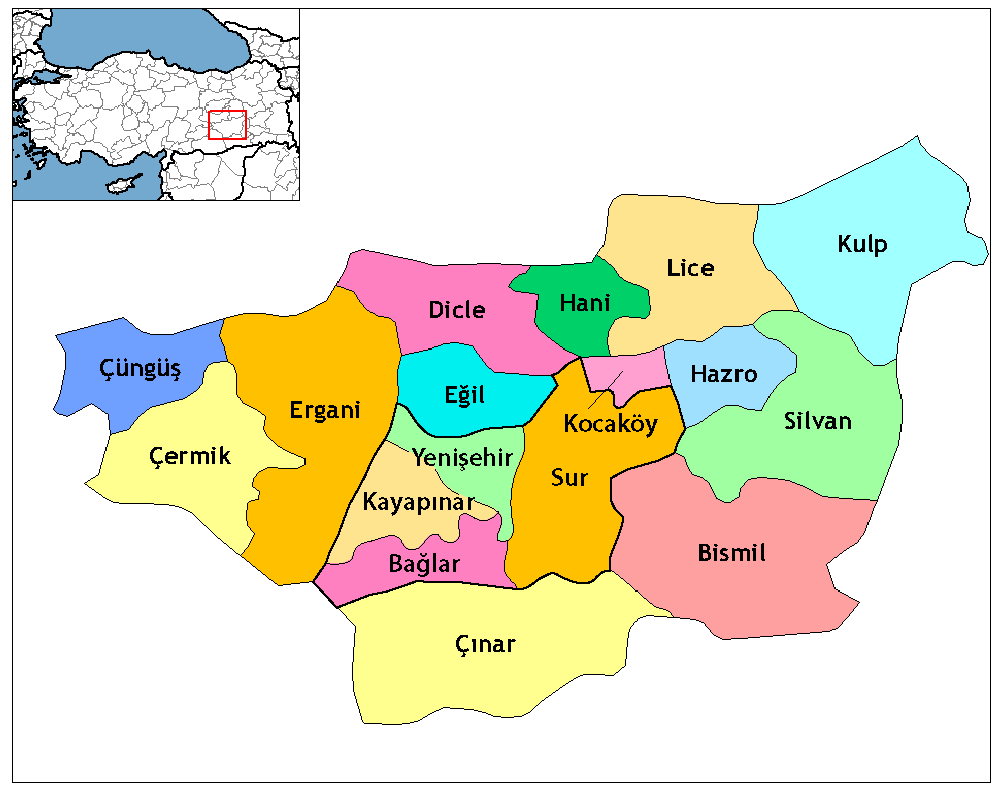 Kulp
Lice
Hani
Dicle
Çüngüş
Hazro
Eğil
Ergani
Silvan
Kocaköy
Çermik
Yenişehir
Sur
Kayapınar
Bismil
Bağlar
Çınar